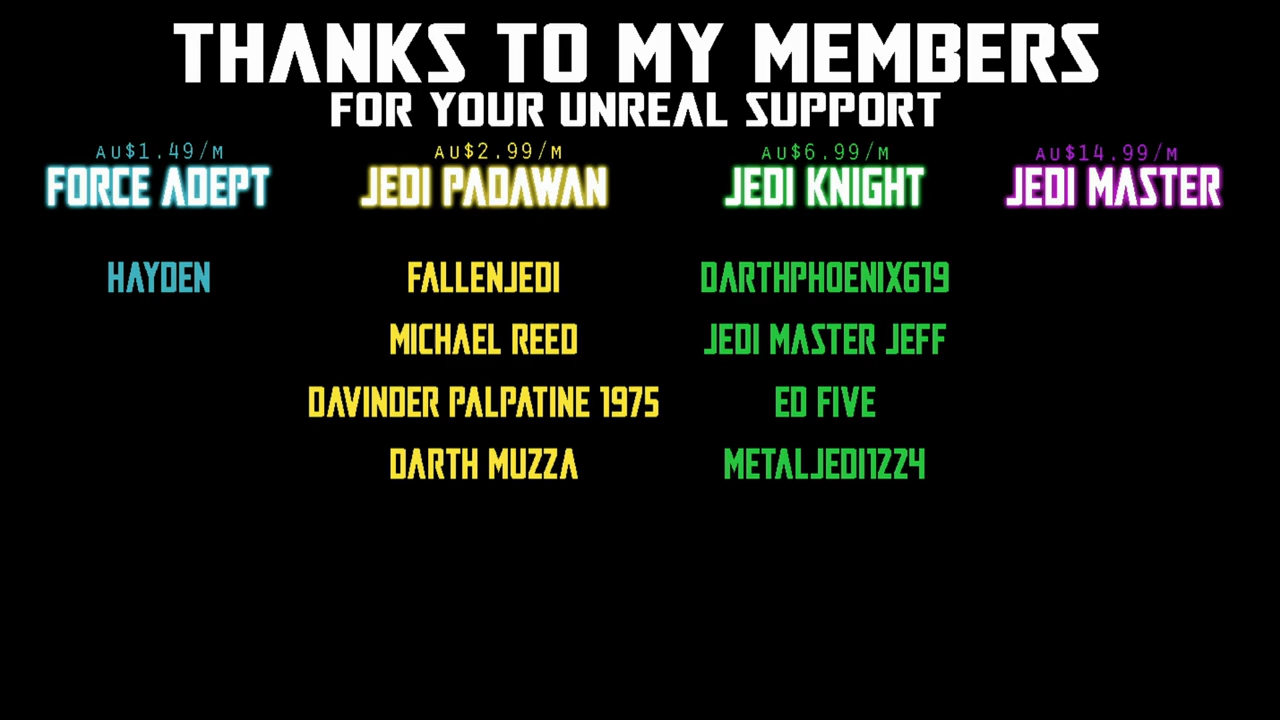 THANKS TO MY MEMBERS
FOR YOUR UNREAL SUPPORT
AU$1.49/M
FORCE ADEPT
HAYDEN
AU$2.99/M
JEDI PADAWAN
FALLENJEDI
MICHAEL REED
DAVINDER PALPATINE 1975
DARTH MUZZA
AU$6.99/M
JEDI KNIGHT
DARTHPHOENIX619
JEDI MASTER JEFF
ED FIVE
METALJEDI1224
AU$14.99/M
JEDI MASTER